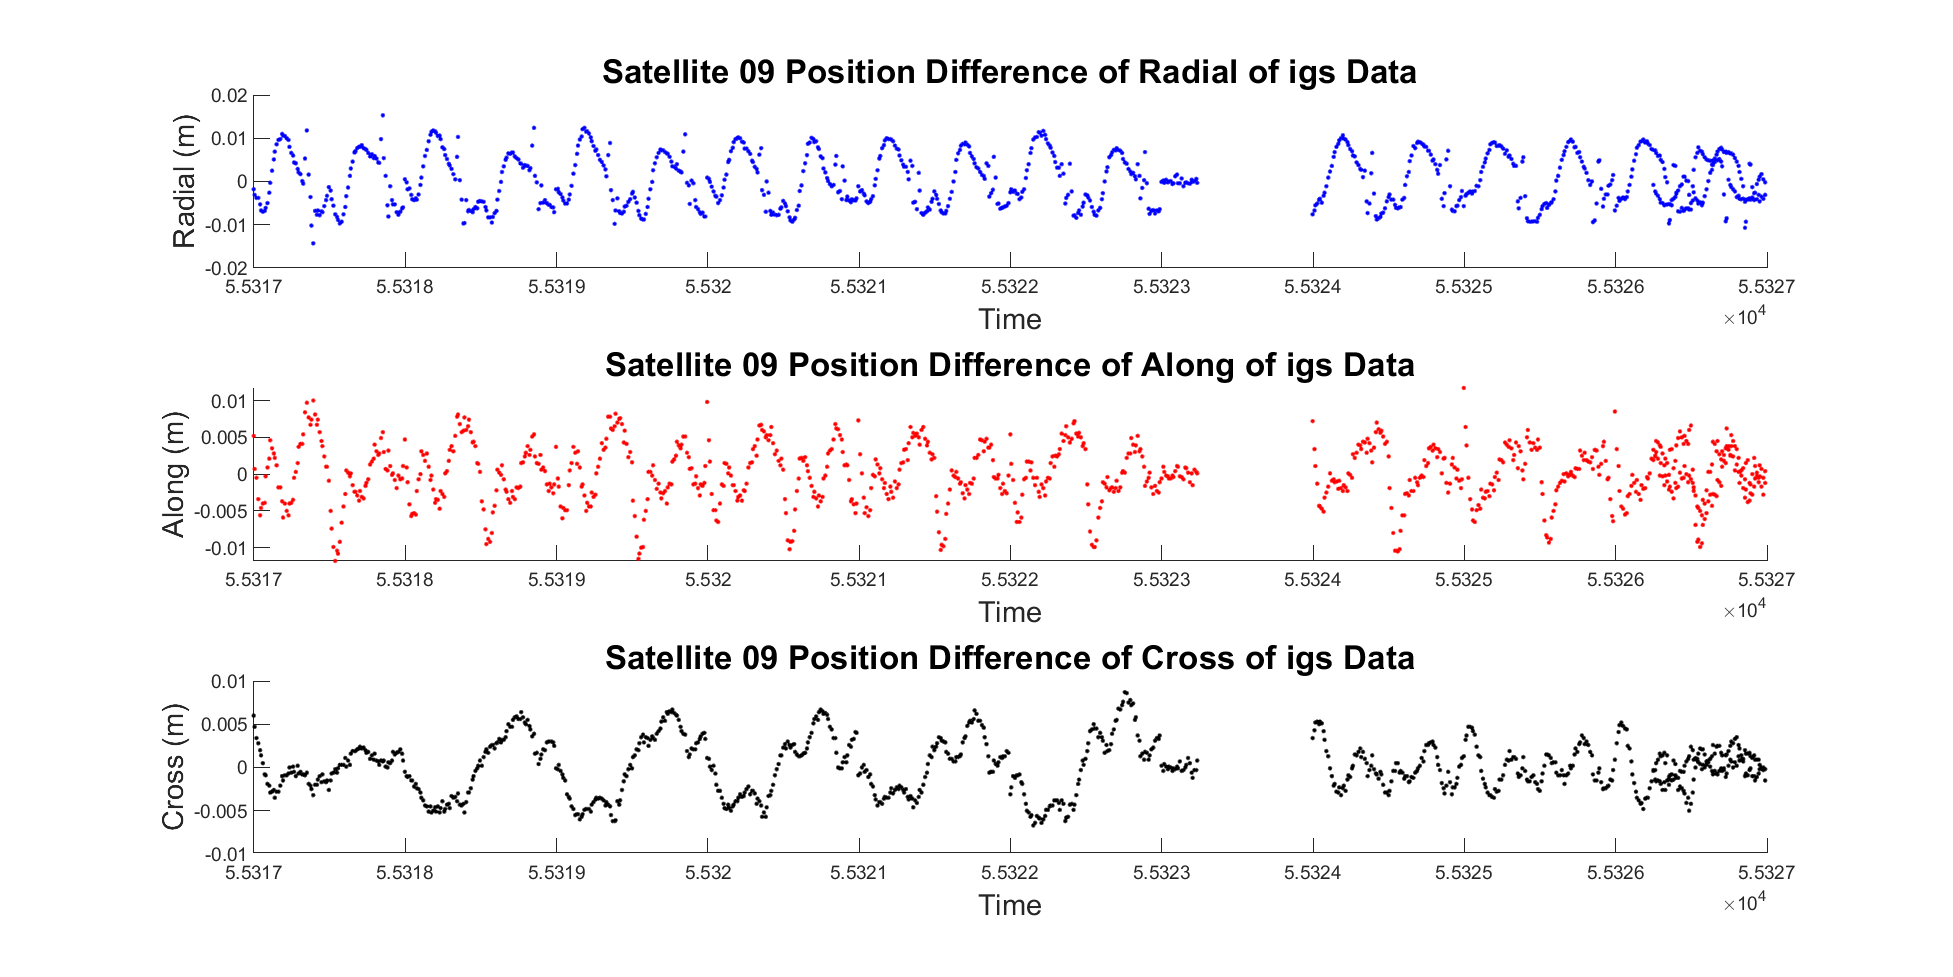 Satellite 09 Position Difference of Radial of igs Data
Radial (m)
0.02
0.01
0
-0.01
-0.02
5.5317 5.5318 5.5319 5.532 5.5321 5.5322 5.5323 5.5324 5.5325 5.5326 5.5327
Time
×10⁴
Satellite 09 Position Difference of Along of igs Data
Along (m)
0.01
0.005
0
-0.005
-0.01
5.5317 5.5318 5.5319 5.532 5.5321 5.5322 5.5323 5.5324 5.5325 5.5326 5.5327
Time
×10⁴
Satellite 09 Position Difference of Cross of igs Data
Cross (m)
0.01
0.005
0
-0.005
-0.01
5.5317 5.5318 5.5319 5.532 5.5321 5.5322 5.5323 5.5324 5.5325 5.5326 5.5327
Time
×10⁴